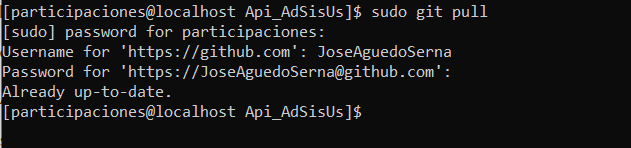 [participaciones@localhost Api_AdSisUs]$ sudo git pull
[sudo] password for participaciones:
Username for 'https://github.com': JoseAguedoSerna
Password for 'https://JoseAguedoSerna@github.com':
Already up-to-date.
[participaciones@localhost Api_AdSisUs]$